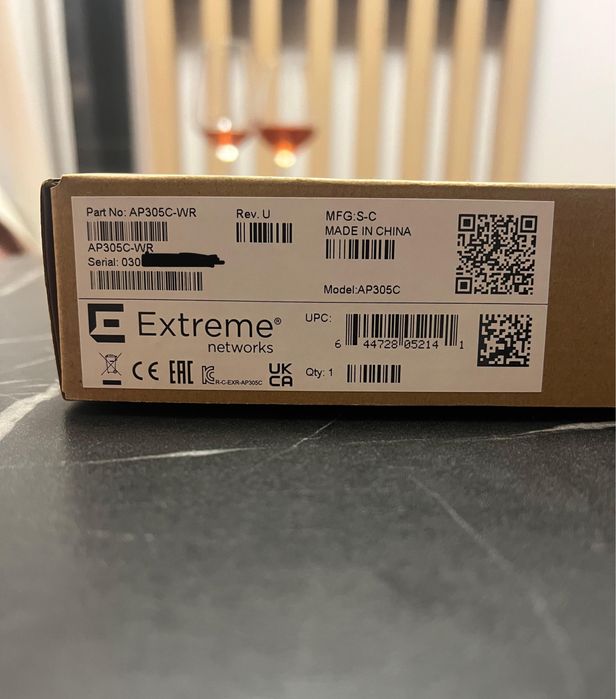 Part No: AP305C-WR
AP305C-WR
Serial: 030
Rev. U
MFG:S-C
MADE IN CHINA
Model:AP305C
Extreme®
networks
UPC:
6 44728 05214 1
CE EAC R-C-EXR-AP305C UK
CA
Qty: 1